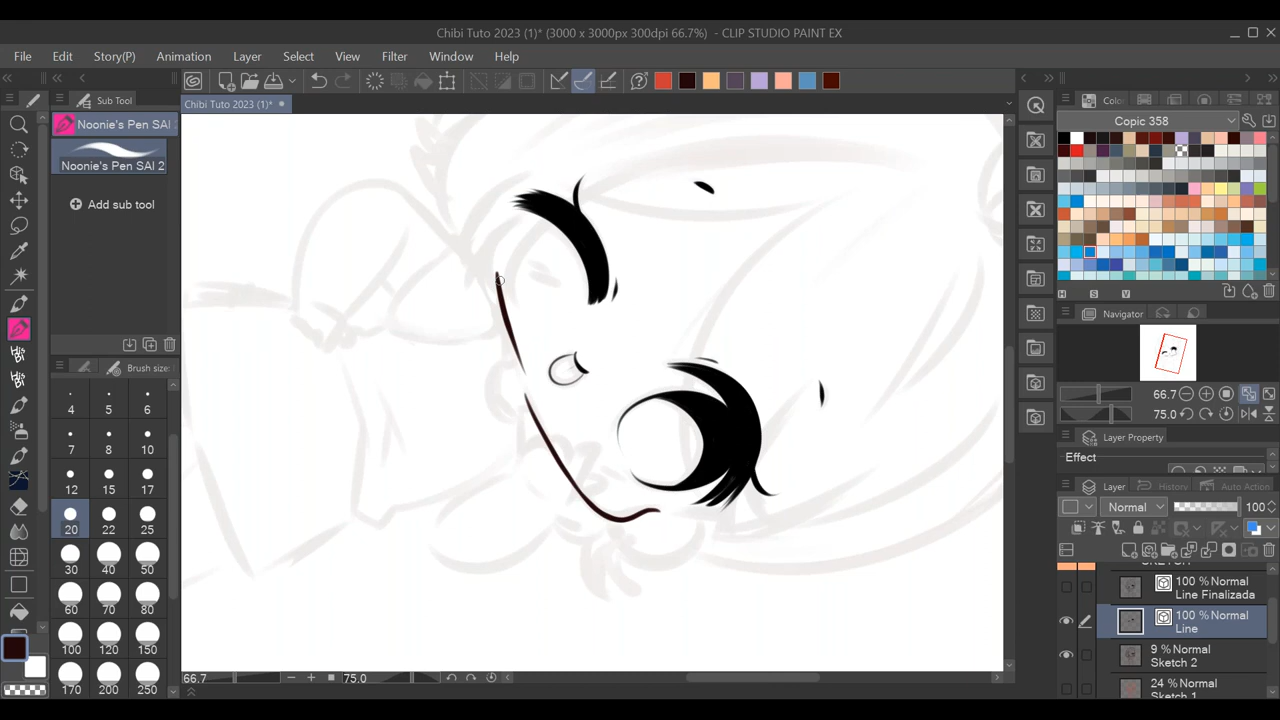 Chibi Tuto 2023 (1)* (3000 x 3000px 300dpi 66.7%)  - CLIP STUDIO PAINT EX
File Edit Story(P) Animation Layer Select View Filter Window Help
Sub Tool
Chibi Tuto 2023 (1)*
Noonie's Pen SAI
Noonie's Pen SAI 2
Add sub tool
Brush size:
4 5 6
7 8 10
12 15 17
20 22 25
30 40 50
60 70 80
100 120 150
170 200 250
66.7 75.0
Copic 358
H S V
Navigator
66.7
75.0
Layer Property
Effect
Layer History Auto Action
Normal 100
100 % Normal
Line Finalizada
100 % Normal
Line
9 % Normal
Sketch 2
24 % Normal
Sketch 1